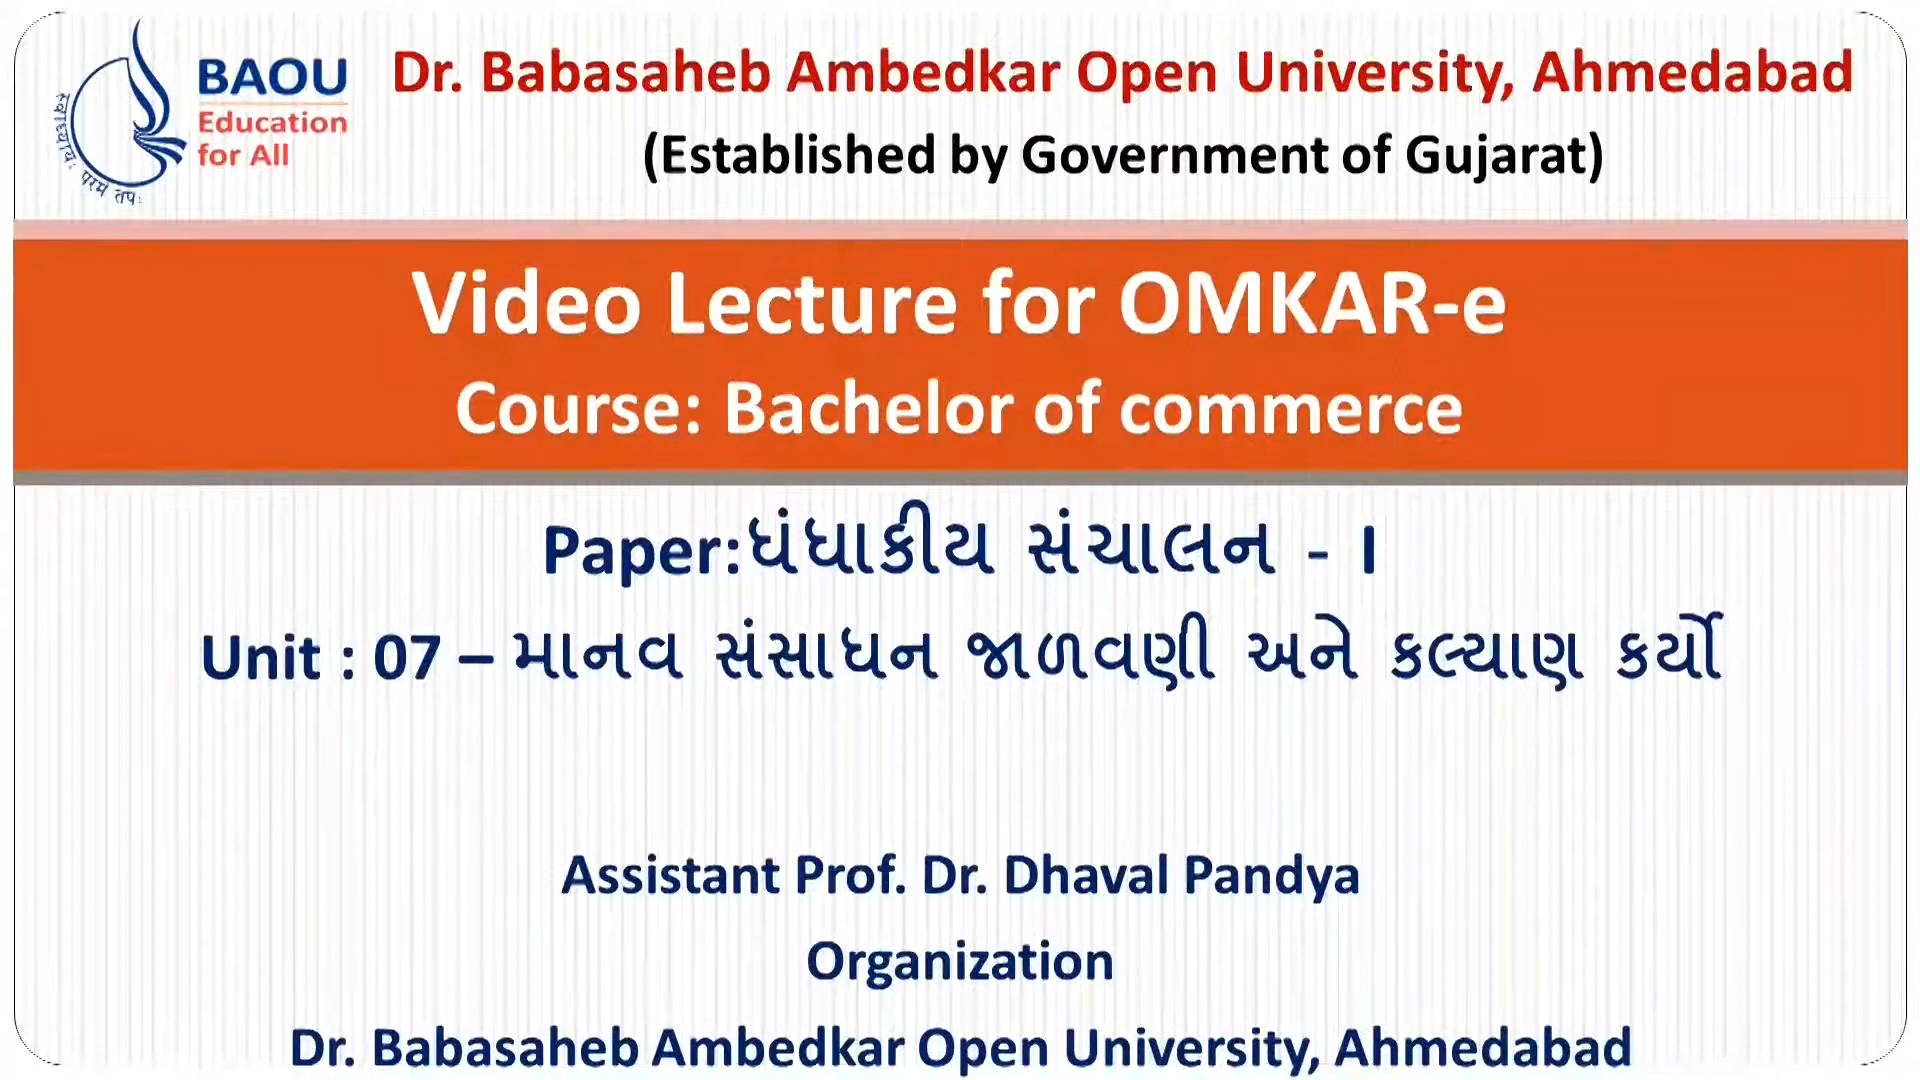 BAOU
Education
for All
स्वाध्यायः परमं तपः
Dr. Babasaheb Ambedkar Open University, Ahmedabad
(Established by Government of Gujarat)
Video Lecture for OMKAR-e
Course: Bachelor of commerce
Paper:ધંધાકીય સંચાલન - I
Unit : 07 – માનવ સંસાધન જાળવણી અને કલ્યાણ કર્યો
Assistant Prof. Dr. Dhaval Pandya
Organization
Dr. Babasaheb Ambedkar Open University, Ahmedabad